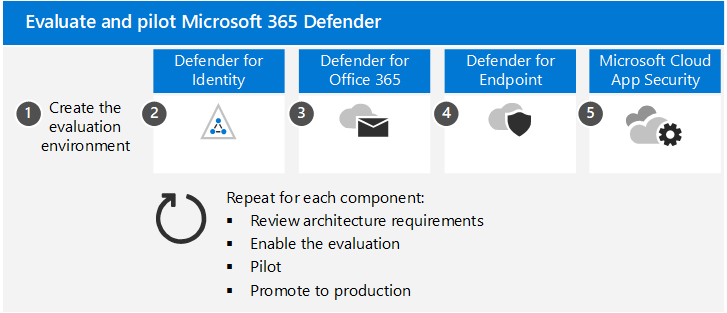 Evaluate and pilot Microsoft 365 Defender
Defender for
Identity
Defender for
Office 365
Defender for
Endpoint
Microsoft Cloud
App Security
1 Create the
evaluation
environment
2
3
4
5
Repeat for each component:
▪ Review architecture requirements
▪ Enable the evaluation
▪ Pilot
▪ Promote to production